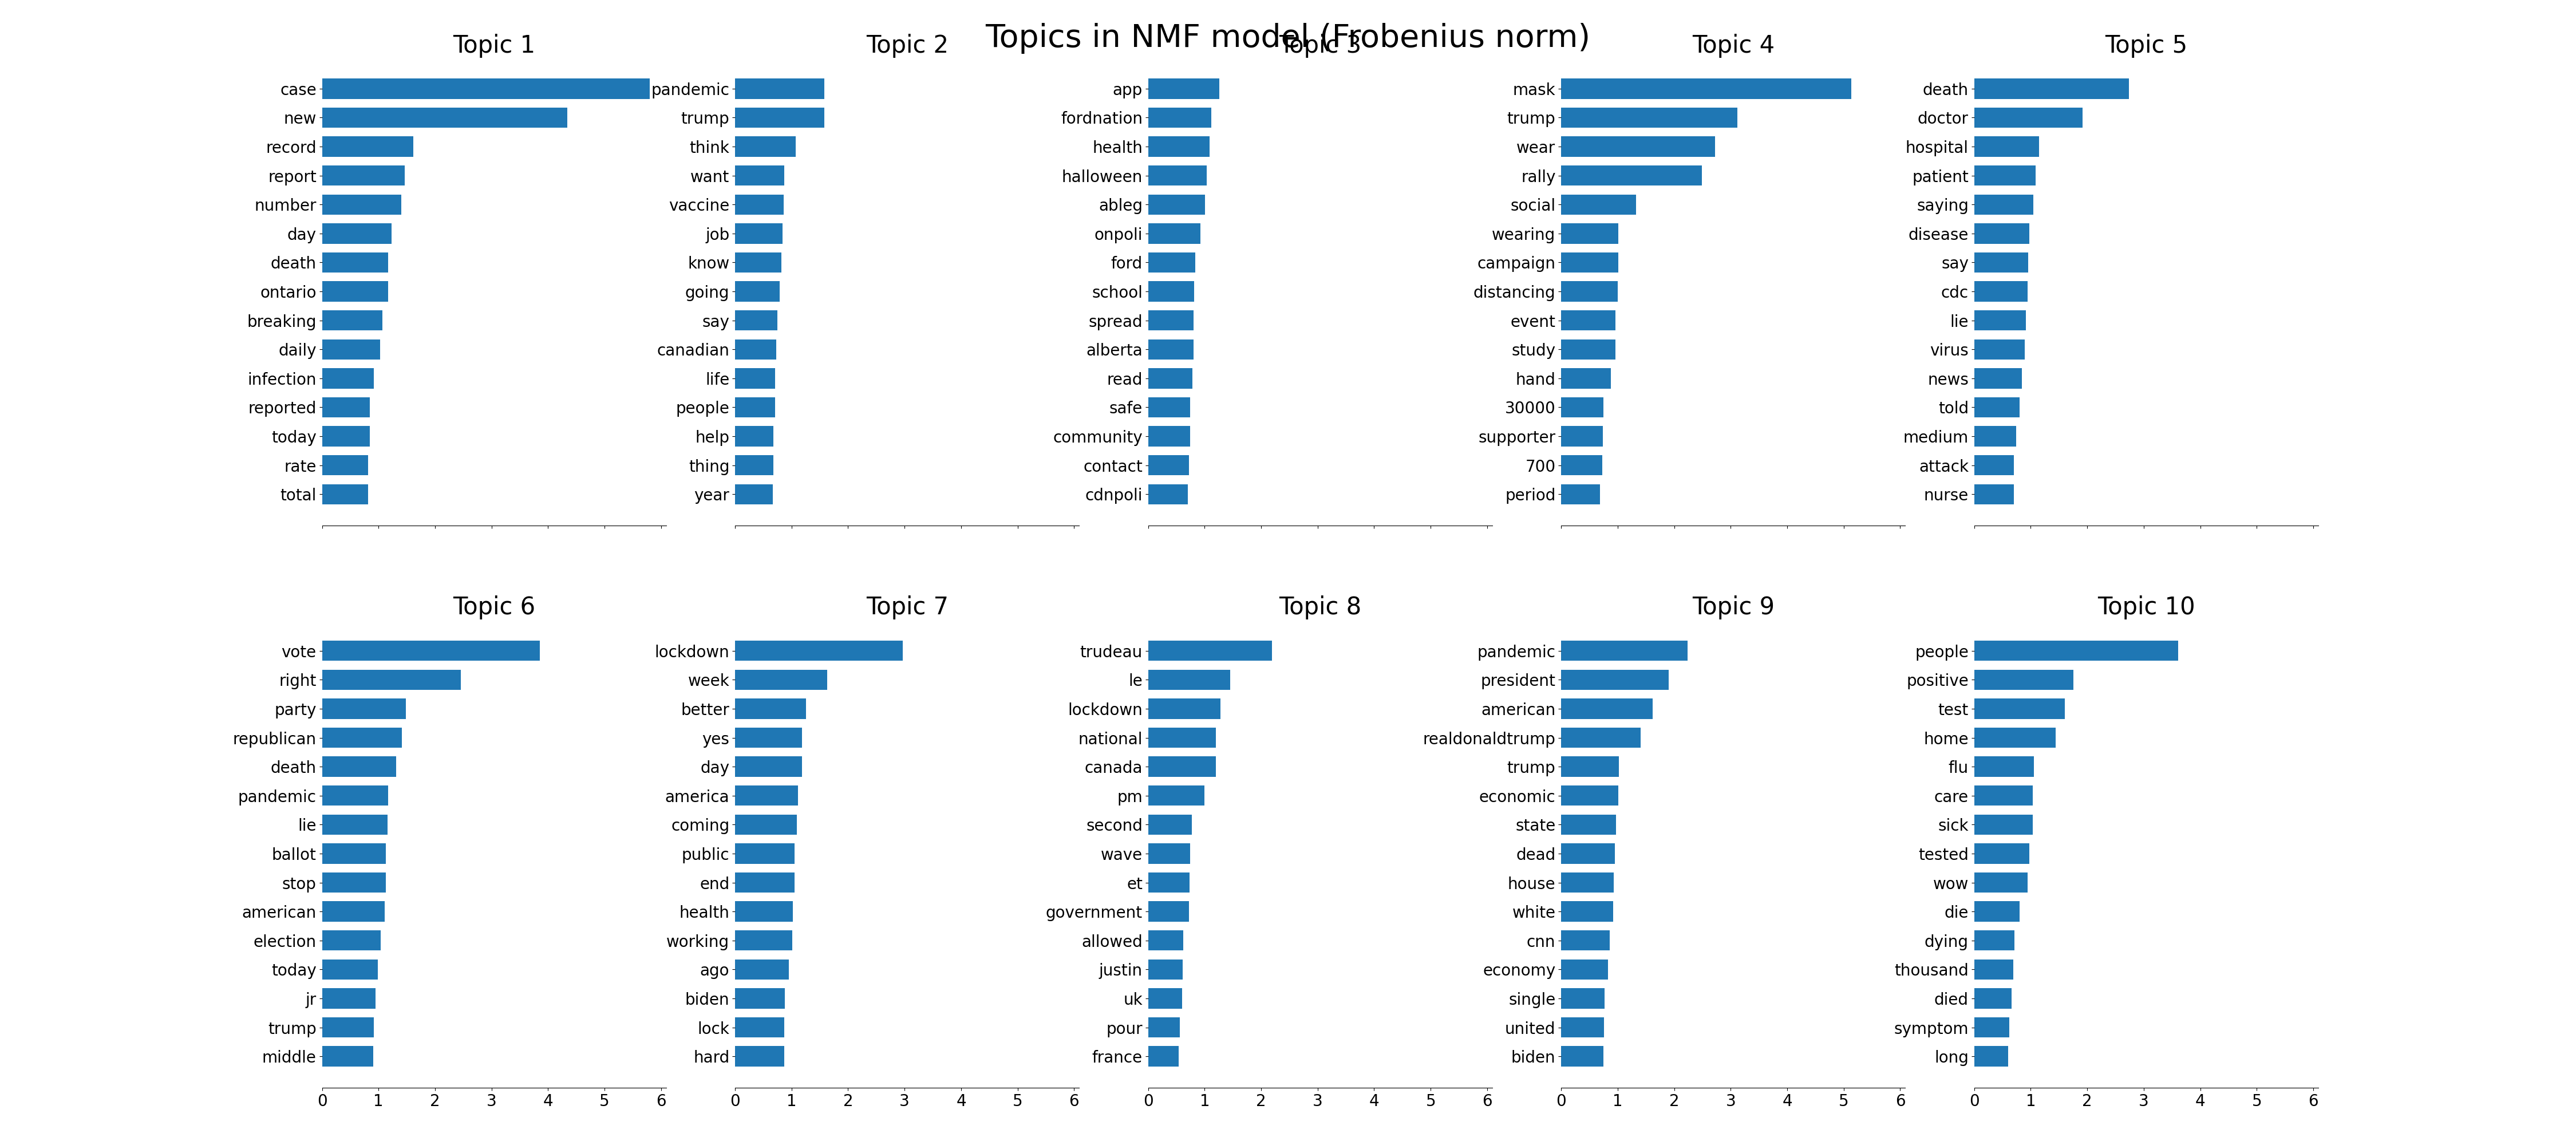 Topics in NMF model (Frobenius norm)
Topic 1
case
new
record
report
number
day
death
ontario
breaking
daily
infection
reported
today
rate
total
Topic 2
pandemic
trump
think
want
vaccine
job
know
going
say
canadian
life
people
help
thing
year
Topic 3
app
fordnation
health
halloween
ableg
onpoli
ford
school
spread
alberta
read
safe
community
contact
cdnpoli
Topic 4
mask
trump
wear
rally
social
wearing
campaign
distancing
event
study
hand
30000
supporter
700
period
Topic 5
death
doctor
hospital
patient
saying
disease
say
cdc
lie
virus
news
told
medium
attack
nurse
Topic 6
vote
right
party
republican
death
pandemic
lie
ballot
stop
american
election
today
jr
trump
middle
0 1 2 3 4 5 6
Topic 7
lockdown
week
better
yes
day
america
coming
public
end
health
working
ago
biden
lock
hard
0 1 2 3 4 5 6
Topic 8
trudeau
le
lockdown
national
canada
pm
second
wave
et
government
allowed
justin
uk
pour
france
0 1 2 3 4 5 6
Topic 9
pandemic
president
american
realdonaldtrump
trump
economic
state
dead
house
white
cnn
economy
single
united
biden
0 1 2 3 4 5 6
Topic 10
people
positive
test
home
flu
care
sick
tested
wow
die
dying
thousand
died
symptom
long
0 1 2 3 4 5 6